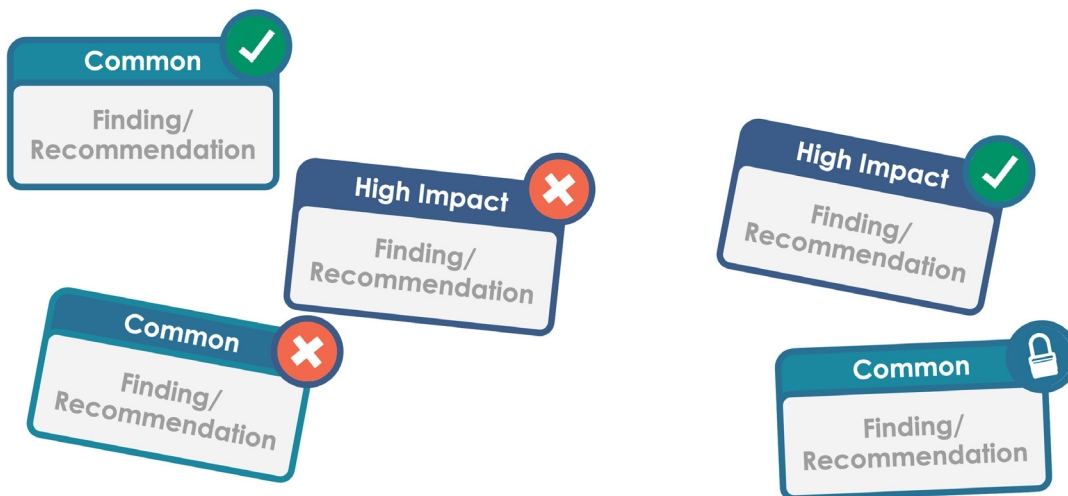 Common
Finding/
Recommendation
High Impact
Finding/
Recommendation
High Impact
Finding/
Recommendation
Common
Finding/
Recommendation
Common
Finding/
Recommendation